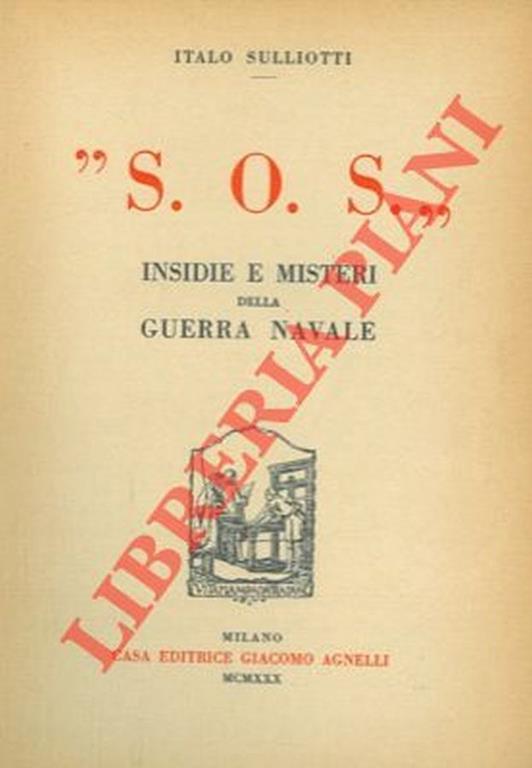 ITALO SULLIOTTI
" S. O. S. „
INSIDIE E MISTERI
DELLA
GUERRA NAVALE
LIBRERIA PIANI
MILANO
CASA EDITRICE GIACOMO AGNELLI
MCMXXX